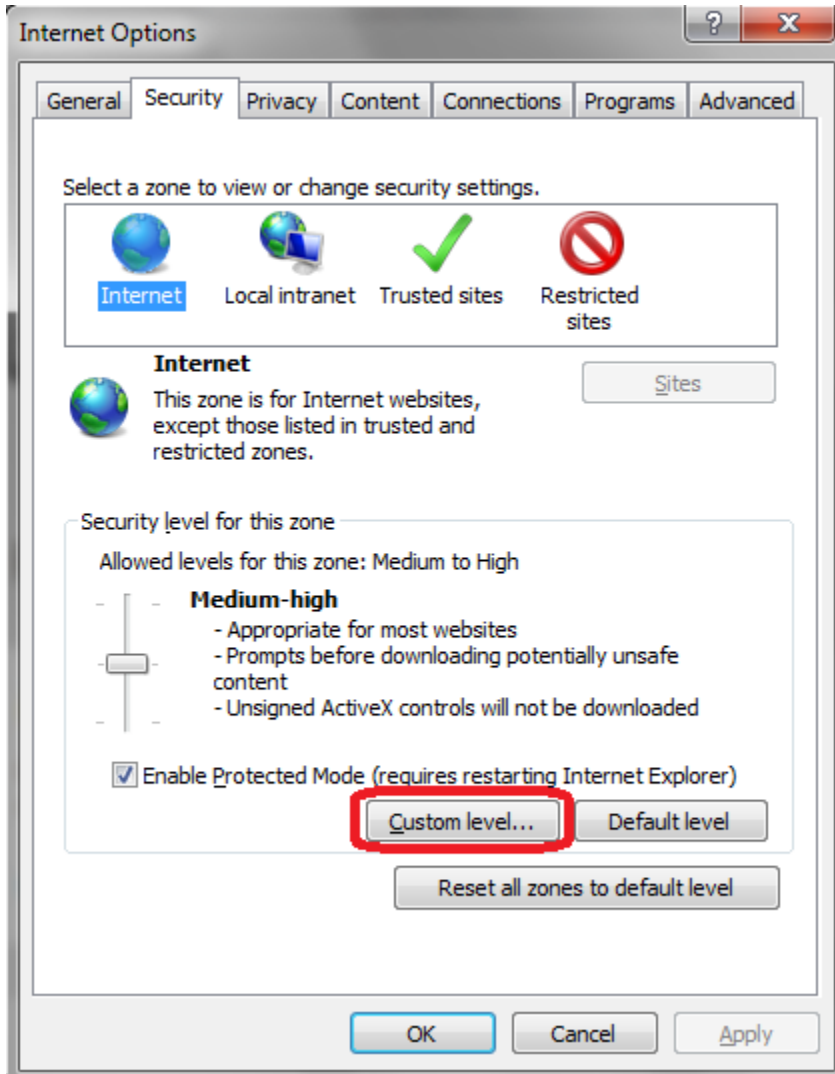 Internet Options
?
X
General Security Privacy Content Connections Programs Advanced
Select a zone to view or change security settings.
Internet Local intranet Trusted sites Restricted
sites
Internet
Sites
This zone is for Internet websites,
except those listed in trusted and
restricted zones.
Security level for this zone
Allowed levels for this zone: Medium to High
Medium-high
- Appropriate for most websites
- Prompts before downloading potentially unsafe
content
- Unsigned ActiveX controls will not be downloaded
Enable Protected Mode (requires restarting Internet Explorer)
Custom level... Default level
Reset all zones to default level
OK Cancel Apply